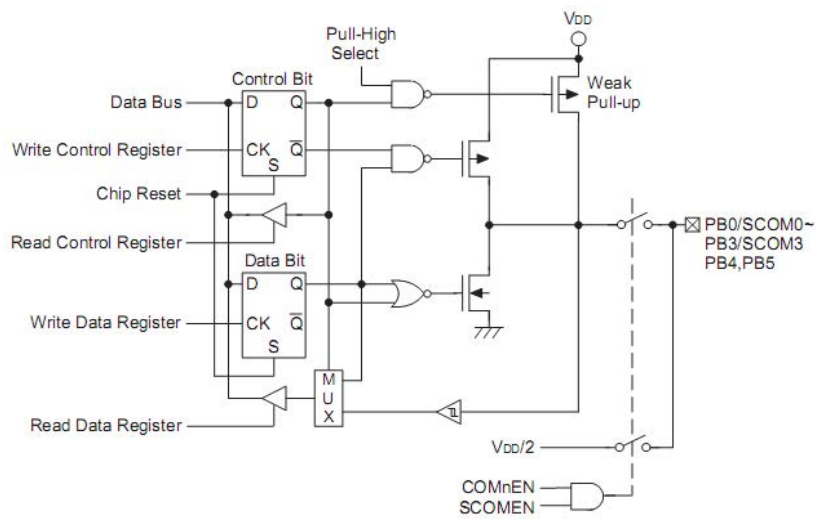 VDD
Pull-High
Select
Control Bit
Weak
Pull-up
Data Bus
D
Q
Write Control Register
CK
Q
S
Chip Reset
Read Control Register
PB0/SCOM0~
PB3/SCOM3
PB4,PB5
Data Bit
D
Q
Write Data Register
CK
Q
S
M
U
X
Read Data Register
VDD/2
COMnEN
SCOMEN